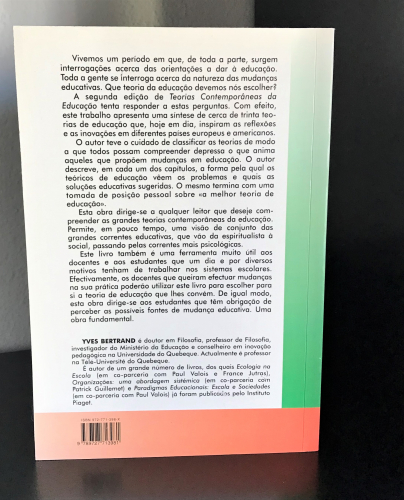 Vivemos um período em que, de toda a parte, surgem
interrogações acerca das orientações a dar à educação.
Toda a gente se interroga acerca da natureza das mudanças
educativas. Que teoria da educação devemos nós escolher?
A segunda edição de Teorias Contemporâneas da
Educação tenta responder a estas perguntas. Com efeito,
este trabalho apresenta uma síntese de cerca de trinta teo-
rias de educação que, hoje em dia, inspiram as reflexões
e as inovações em diferentes países europeus e americanos.
O autor teve o cuidado de classificar as teorias de modo
a que todos possam compreender depressa o que anima
aqueles que propõem mudanças em educação. O autor
descreve, em cada um dos capítulos, a forma pela qual os
teóricos de educação vêem os problemas e quais as
soluções educativas sugeridas. O mesmo termina com uma
tomada de posição pessoal sobre «a melhor teoria de
educação».
Esta obra dirige-se a qualquer leitor que deseje com-
preender as grandes teorias contemporâneas da educação.
Permite, em pouco tempo, uma visão de conjunto das
grandes correntes educativas, que vão da espiritualista à
social, passando pelas correntes mais psicológicas.
Este livro também é uma ferramenta muito útil aos
docentes e aos estudantes que um dia e por diversos
motivos tenham de trabalhar nos sistemas escolares.
Efectivamente, os docentes que queiram efectuar mudanças
na sua prática poderão utilizar este livro para escolher para
si a teoria de educação que lhes convém. De igual modo,
esta obra dirige-se aos estudantes que têm obrigação de
perceber as possíveis fontes de mudança educativa. Uma
obra fundamental.
YVES BERTRAND é doutor em Filosofia, professor de Filosofia,
investigador do Ministério da Educação e conselheiro em inovação
pedagógica na Universidade do Quebeque. Actualmente é professor
na Télé-Université do Quebeque.
É autor de um grande número de livros, dos quais Ecologia na
Escola (em co-parceria com Paul Valois e France Jutras),
Organizações: uma abordagem sistémica (em co-parceria com
Patrick Guillemet) e Paradigmas Educacionais: Escola e Sociedades
(em co-parceria com Paul Valois) já foram publicados pelo Instituto
Piaget.